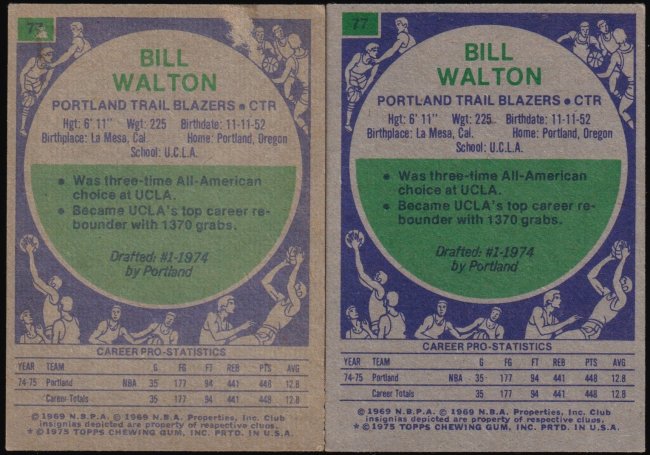 77
BILL
WALTON
PORTLAND TRAIL BLAZERS • CTR
Hgt: 6' 11" Wgt: 225 Birthdate: 11-11-52
Birthplace: La Mesa, Cal. Home: Portland, Oregon
School: U.C.L.A.
• Was three-time All-American
choice at UCLA.
• Became UCLA's top career re-
bounder with 1370 grabs.
Drafted: #1-1974
by Portland
CAREER PRO-STATISTICS
YEAR TEAM G FG FT REB PTS AVG
74-75 Portland NBA 35 177 94 441 448 12.8
Career Totals 35 177 94 441 448 12.8
© 1969 N.B.P.A. © 1969 N.B.A. Properties, Inc. Club
insignias depicted are property of respective clubs.
* © 1975 TOPPS CHEWING GUM, INC. PRTD. IN U.S.A.
77
BILL
WALTON
PORTLAND TRAIL BLAZERS • CTR
Hgt: 6' 11" Wgt: 225 Birthdate: 11-11-52
Birthplace: La Mesa, Cal. Home: Portland, Oregon
School: U.C.L.A.
• Was three-time All-American
choice at UCLA.
• Became UCLA's top career re-
bounder with 1370 grabs.
Drafted: #1-1974
by Portland
CAREER PRO-STATISTICS
YEAR TEAM G FG FT REB PTS AVG
74-75 Portland NBA 35 177 94 441 448 12.8
Career Totals 35 177 94 441 448 12.8
© 1969 N.B.P.A. © 1969 N.B.A. Properties, Inc. Club
insignias depicted are property of respective clubs.
* © 1975 TOPPS CHEWING GUM, INC. PRTD. IN U.S.A.